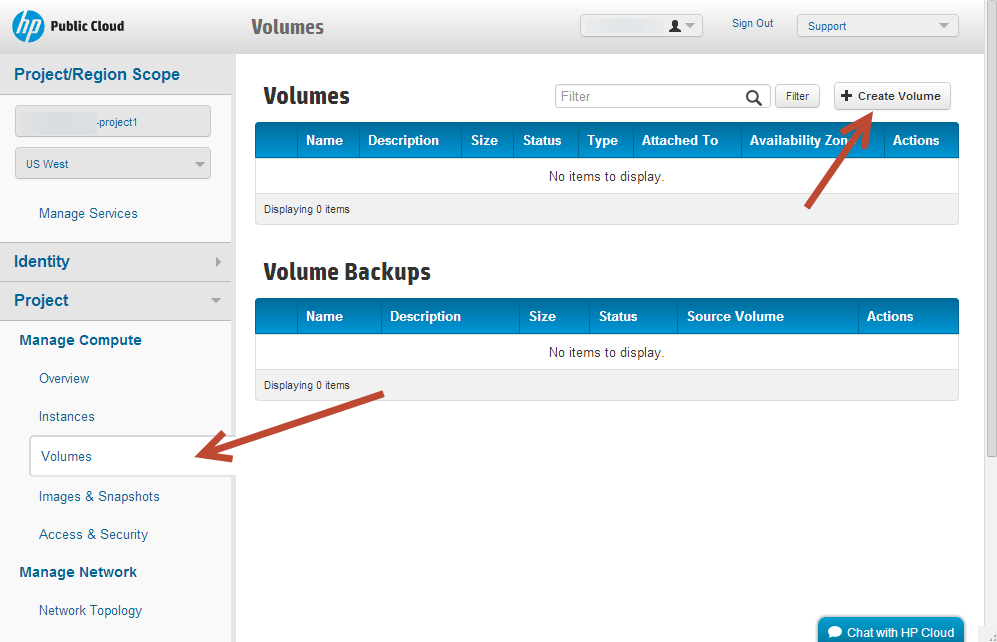 hp Public Cloud
Volumes
Sign Out
Support
Project/Region Scope
-project1
US West
Manage Services
Identity
Project
Manage Compute
Overview
Instances
Volumes
Images & Snapshots
Access & Security
Manage Network
Network Topology
Volumes
Filter
Filter
+ Create Volume
Name Description Size Status Type Attached To Availability Zon Actions
No items to display.
Displaying 0 items
Volume Backups
Name Description Size Status Source Volume Actions
No items to display.
Displaying 0 items
Chat with HP Cloud